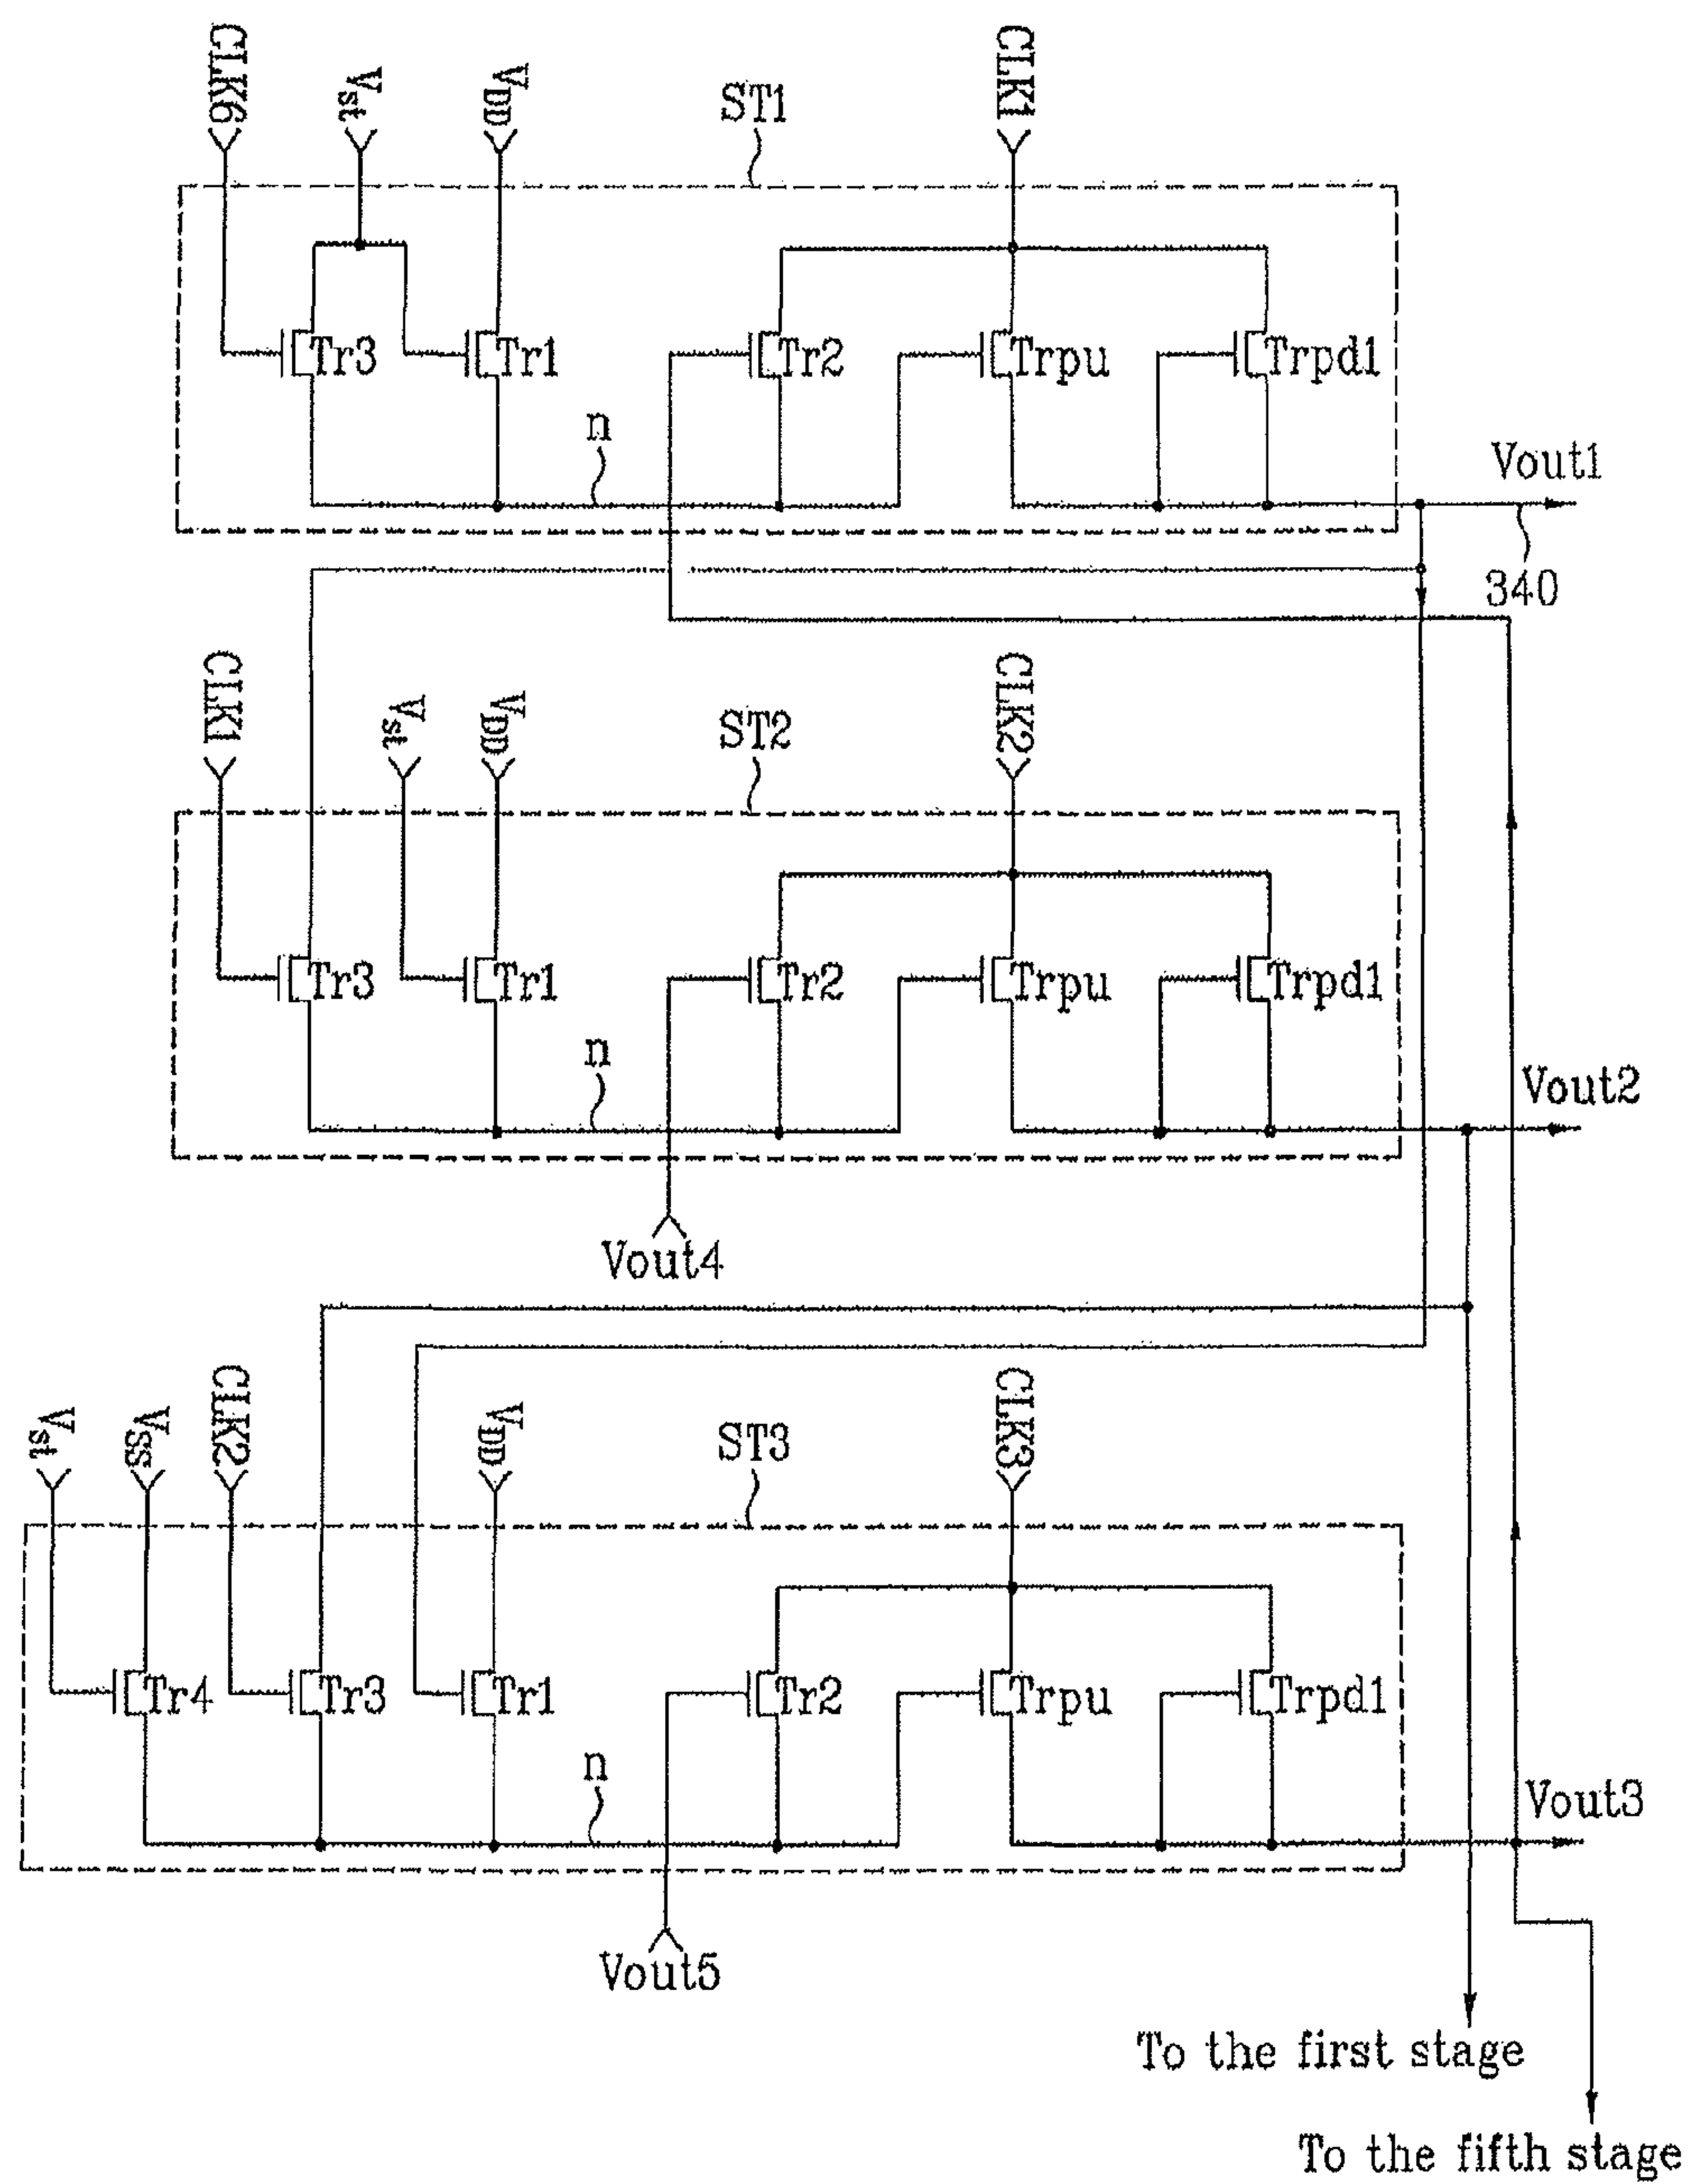 CLK6
Vst
VDD
ST1
CLK1
Tr3
Tr1
Tr2
Trpu
Trpd1
n
Vout1
340
CLK1
Vst
VDD
ST2
CLK2
Tr3
Tr1
Tr2
Trpu
Trpd1
n
Vout2
Vout4
Vst
VSS
CLK2
VDD
ST3
CLK3
Tr4
Tr3
Tr1
Tr2
Trpu
Trpd1
n
Vout3
Vout5
To the first stage
To the fifth stage